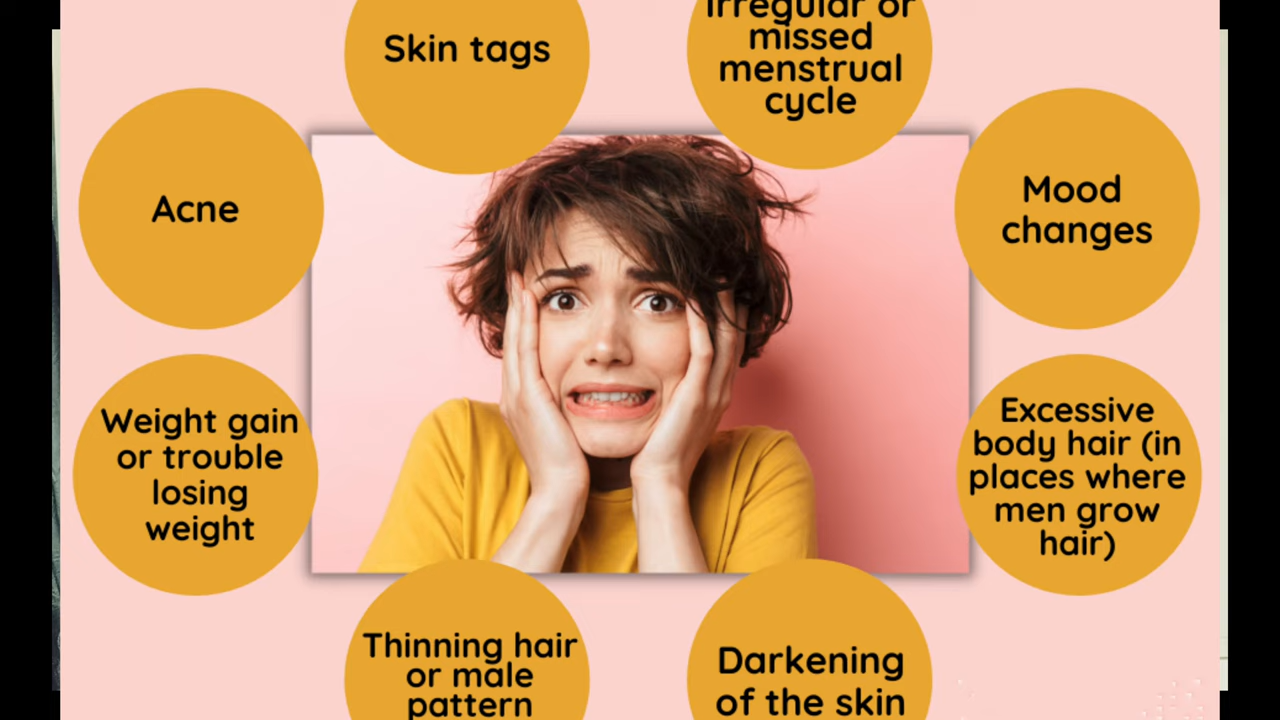 Skin tags
Irregular or
missed
menstrual
cycle
Acne
Mood
changes
Weight gain
or trouble
losing
weight
Excessive
body hair (in
places where
men grow
hair)
Thinning hair
or male
pattern
Darkening
of the skin